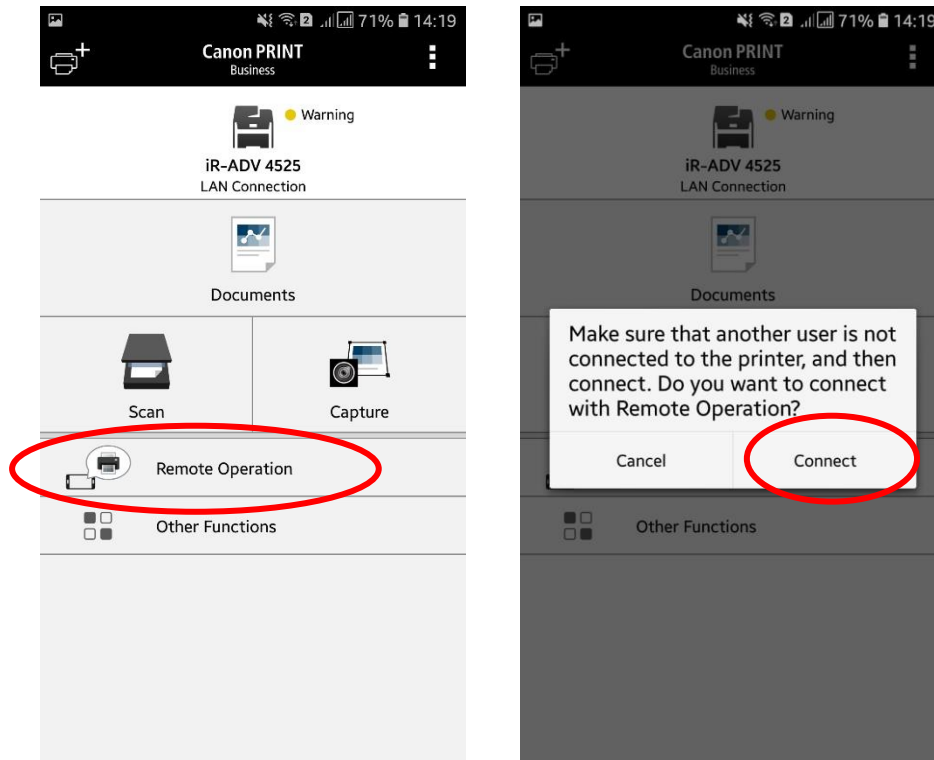 2 71% 14:19
Canon PRINT
Business
Warning
iR-ADV 4525
LAN Connection
Documents
Scan Capture
Remote Operation
Other Functions
2 71% 14:19
Canon PRINT
Business
Warning
iR-ADV 4525
LAN Connection
Documents
Make sure that another user is not
connected to the printer, and then
connect. Do you want to connect
with Remote Operation?
Cancel Connect
Other Functions